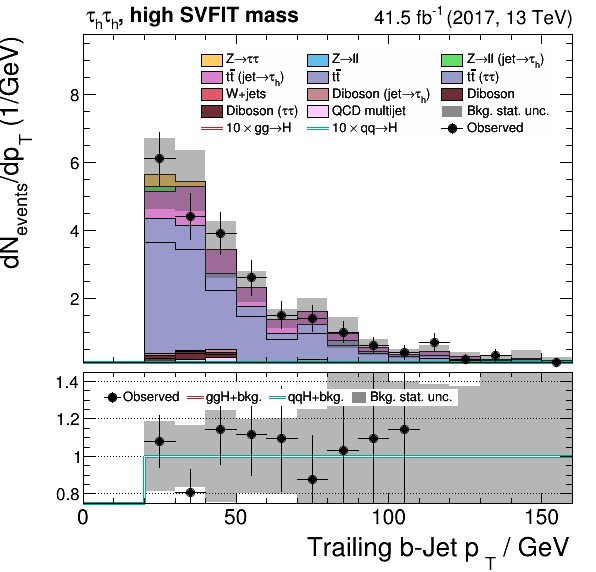 τhτh, high SVFIT mass 41.5 fb-1 (2017, 13 TeV)
dNevents/dpT (1/GeV)
Z→ττ Z→ll Z→ll (jet→τh)
tt̄ (jet→τh) tt̄ tt̄ (ττ)
W+jets Diboson (jet→τh) Diboson
Diboson (ττ) QCD multijet Bkg. stat. unc.
10 × gg→H 10 × qq→H Observed
8
6
4
2
1.4
Observed ggH+bkg. qqH+bkg. Bkg. stat. unc.
1.2
1
0.8
0 50 100 150
Trailing b-Jet pT / GeV